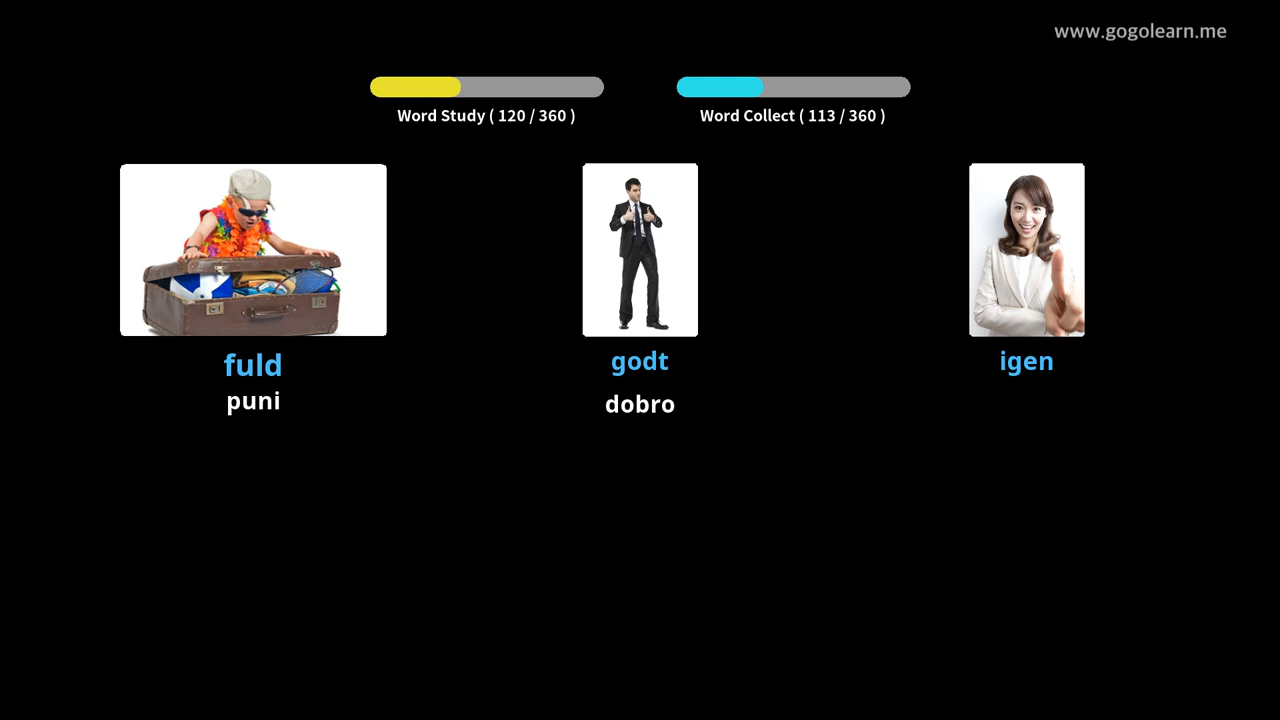 www.gogolearn.me
Word Study ( 120 / 360 )
Word Collect ( 113 / 360 )
fuld
puni
godt
dobro
igen